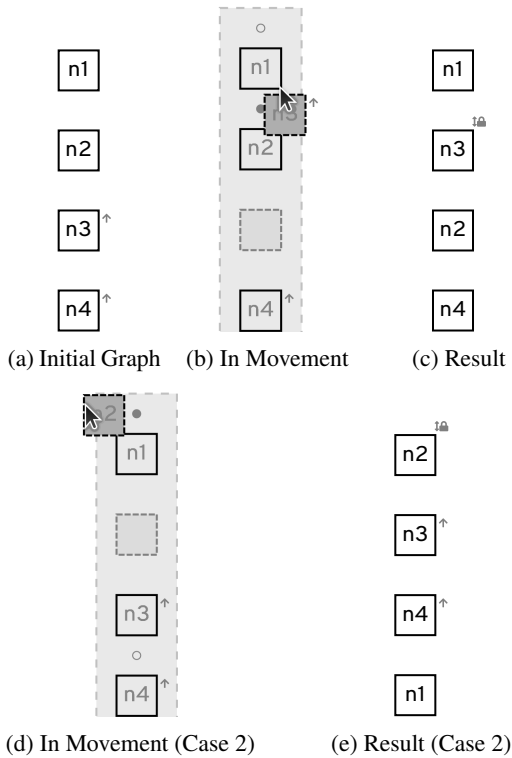 n1 n1 n1
n2 n3 n2 n3
n3 n2
n4 n4 n4
(a) Initial Graph (b) In Movement (c) Result
n2 n1 n2
n3
n3 n4
n4 n1
(d) In Movement (Case 2) (e) Result (Case 2)